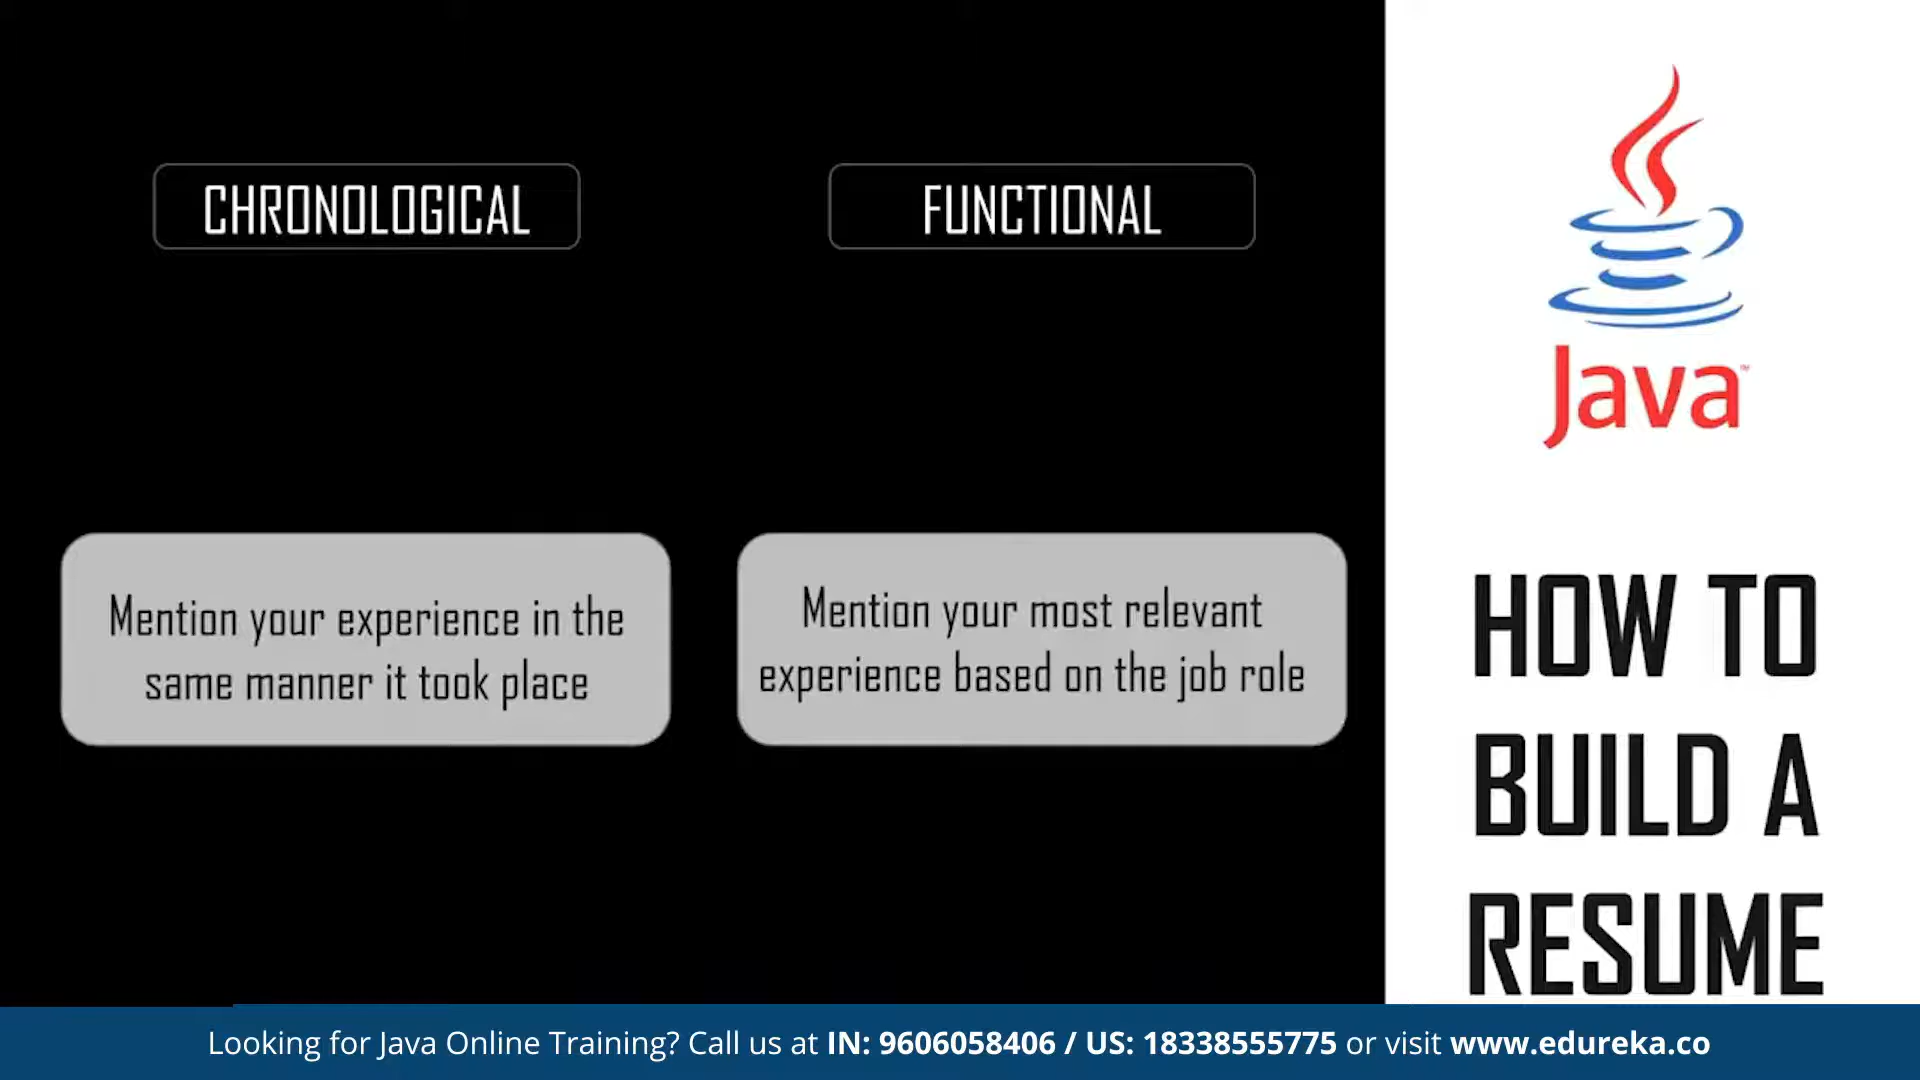 CHRONOLOGICAL
Mention your experience in the
same manner it took place
FUNCTIONAL
Mention your most relevant
experience based on the job role
Java™
HOW TO
BUILD A
RESUME
Looking for Java Online Training? Call us at IN: 9606058406 / US: 18338555775 or visit www.edureka.co